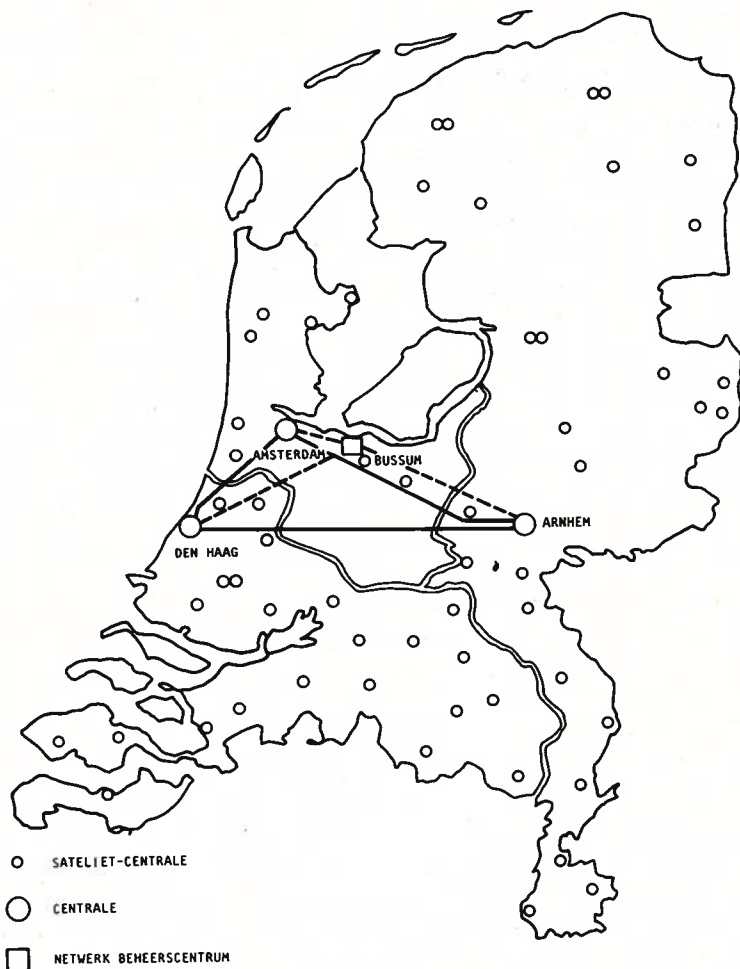 AMSTERDAM
BUSSUM
ARNHEM
DEN HAAG
SATELIET-CENTRALE
CENTRALE
NETWERK BEHEERSCENTRUM